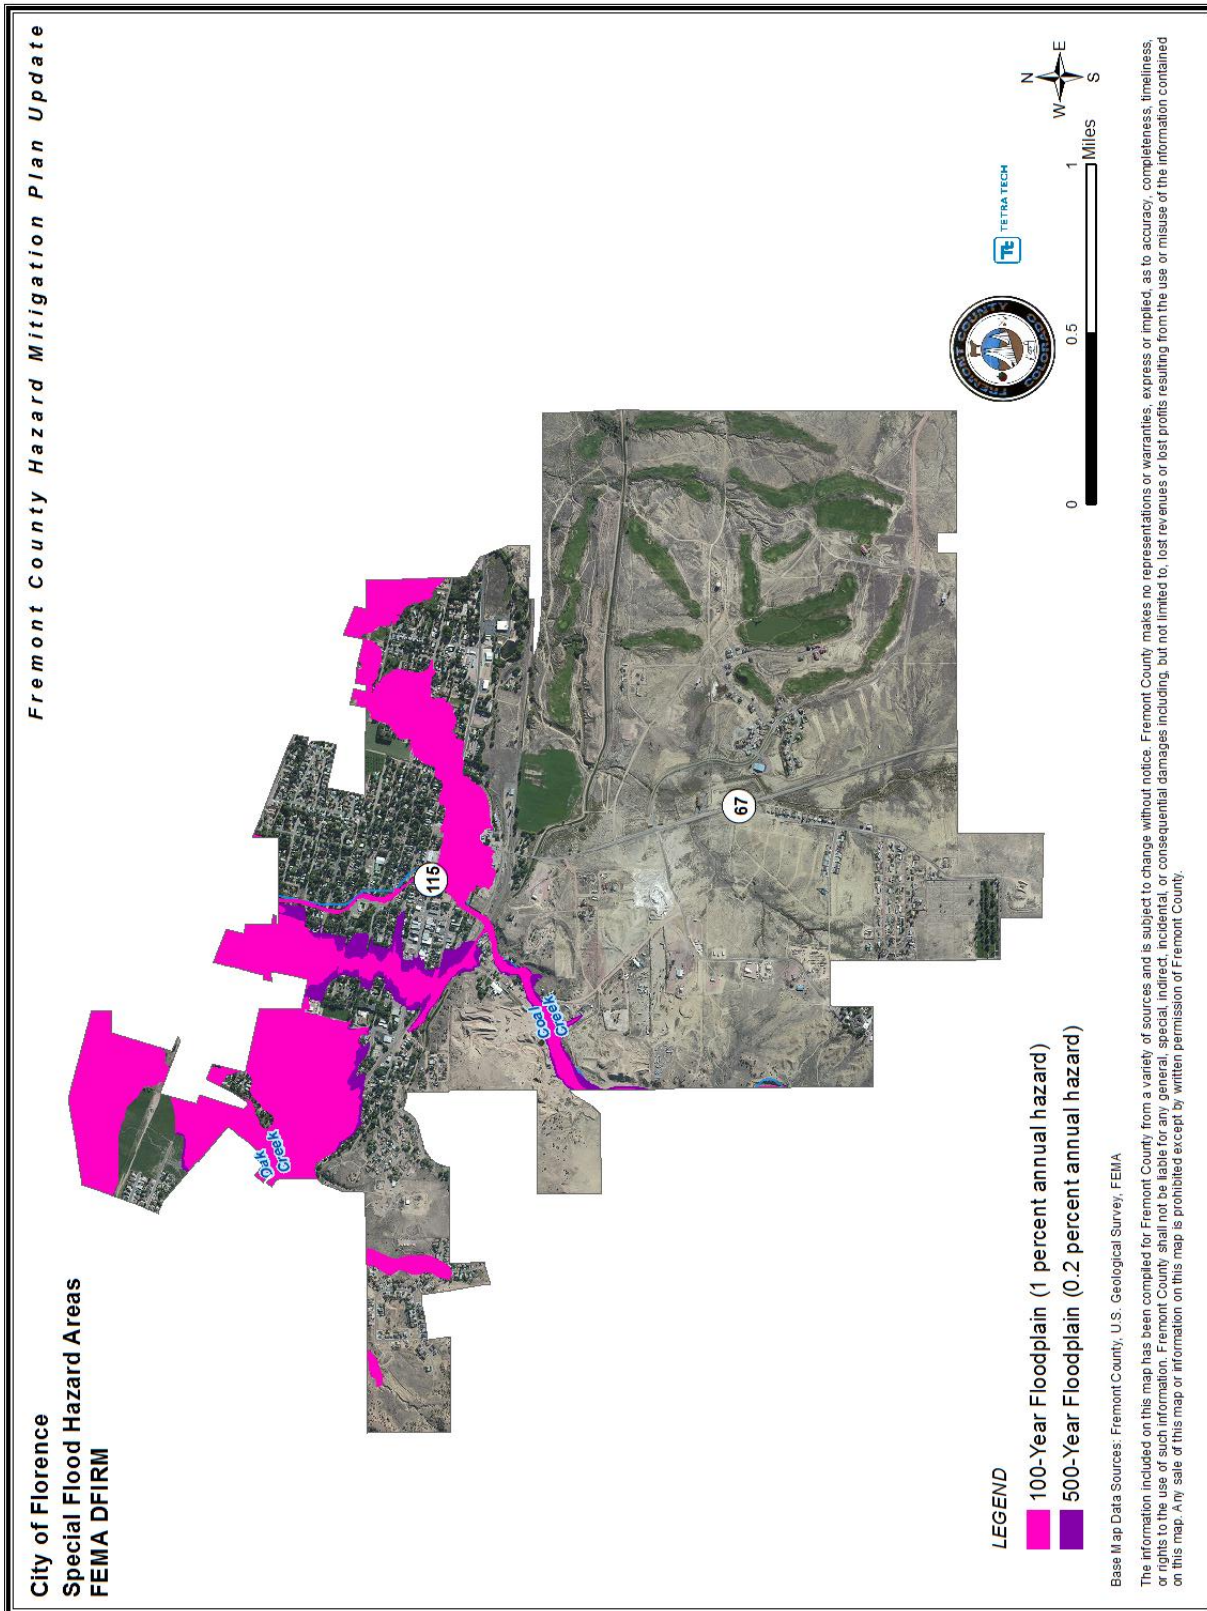 City of Florence
Special Flood Hazard Areas
FEMA DFIRM
Fremont County Hazard Mitigation Plan Update
Oak
Creek
115
Coal
Creek
67
LEGEND
100-Year Floodplain (1 percent annual hazard)
500-Year Floodplain (0.2 percent annual hazard)
FREMONT COUNTY
COLORADO
Tt TETRA TECH
N
W E
S
0 0.5 1
Miles
Base Map Data Sources: Fremont County, U.S. Geological Survey, FEMA
The information included on this map has been compiled for Fremont County from a variety of sources and is subject to change without notice. Fremont County makes no representations or warranties, express or implied, as to accuracy, completeness, timeliness,
or rights to the use of such information. Fremont County shall not be liable for any general, special, indirect, incidental, or consequential damages including, but not limited to, lost revenues or lost profits resulting from the use or misuse of the information contained
on this map. Any sale of this map or information on this map is prohibited except by written permission of Fremont County.